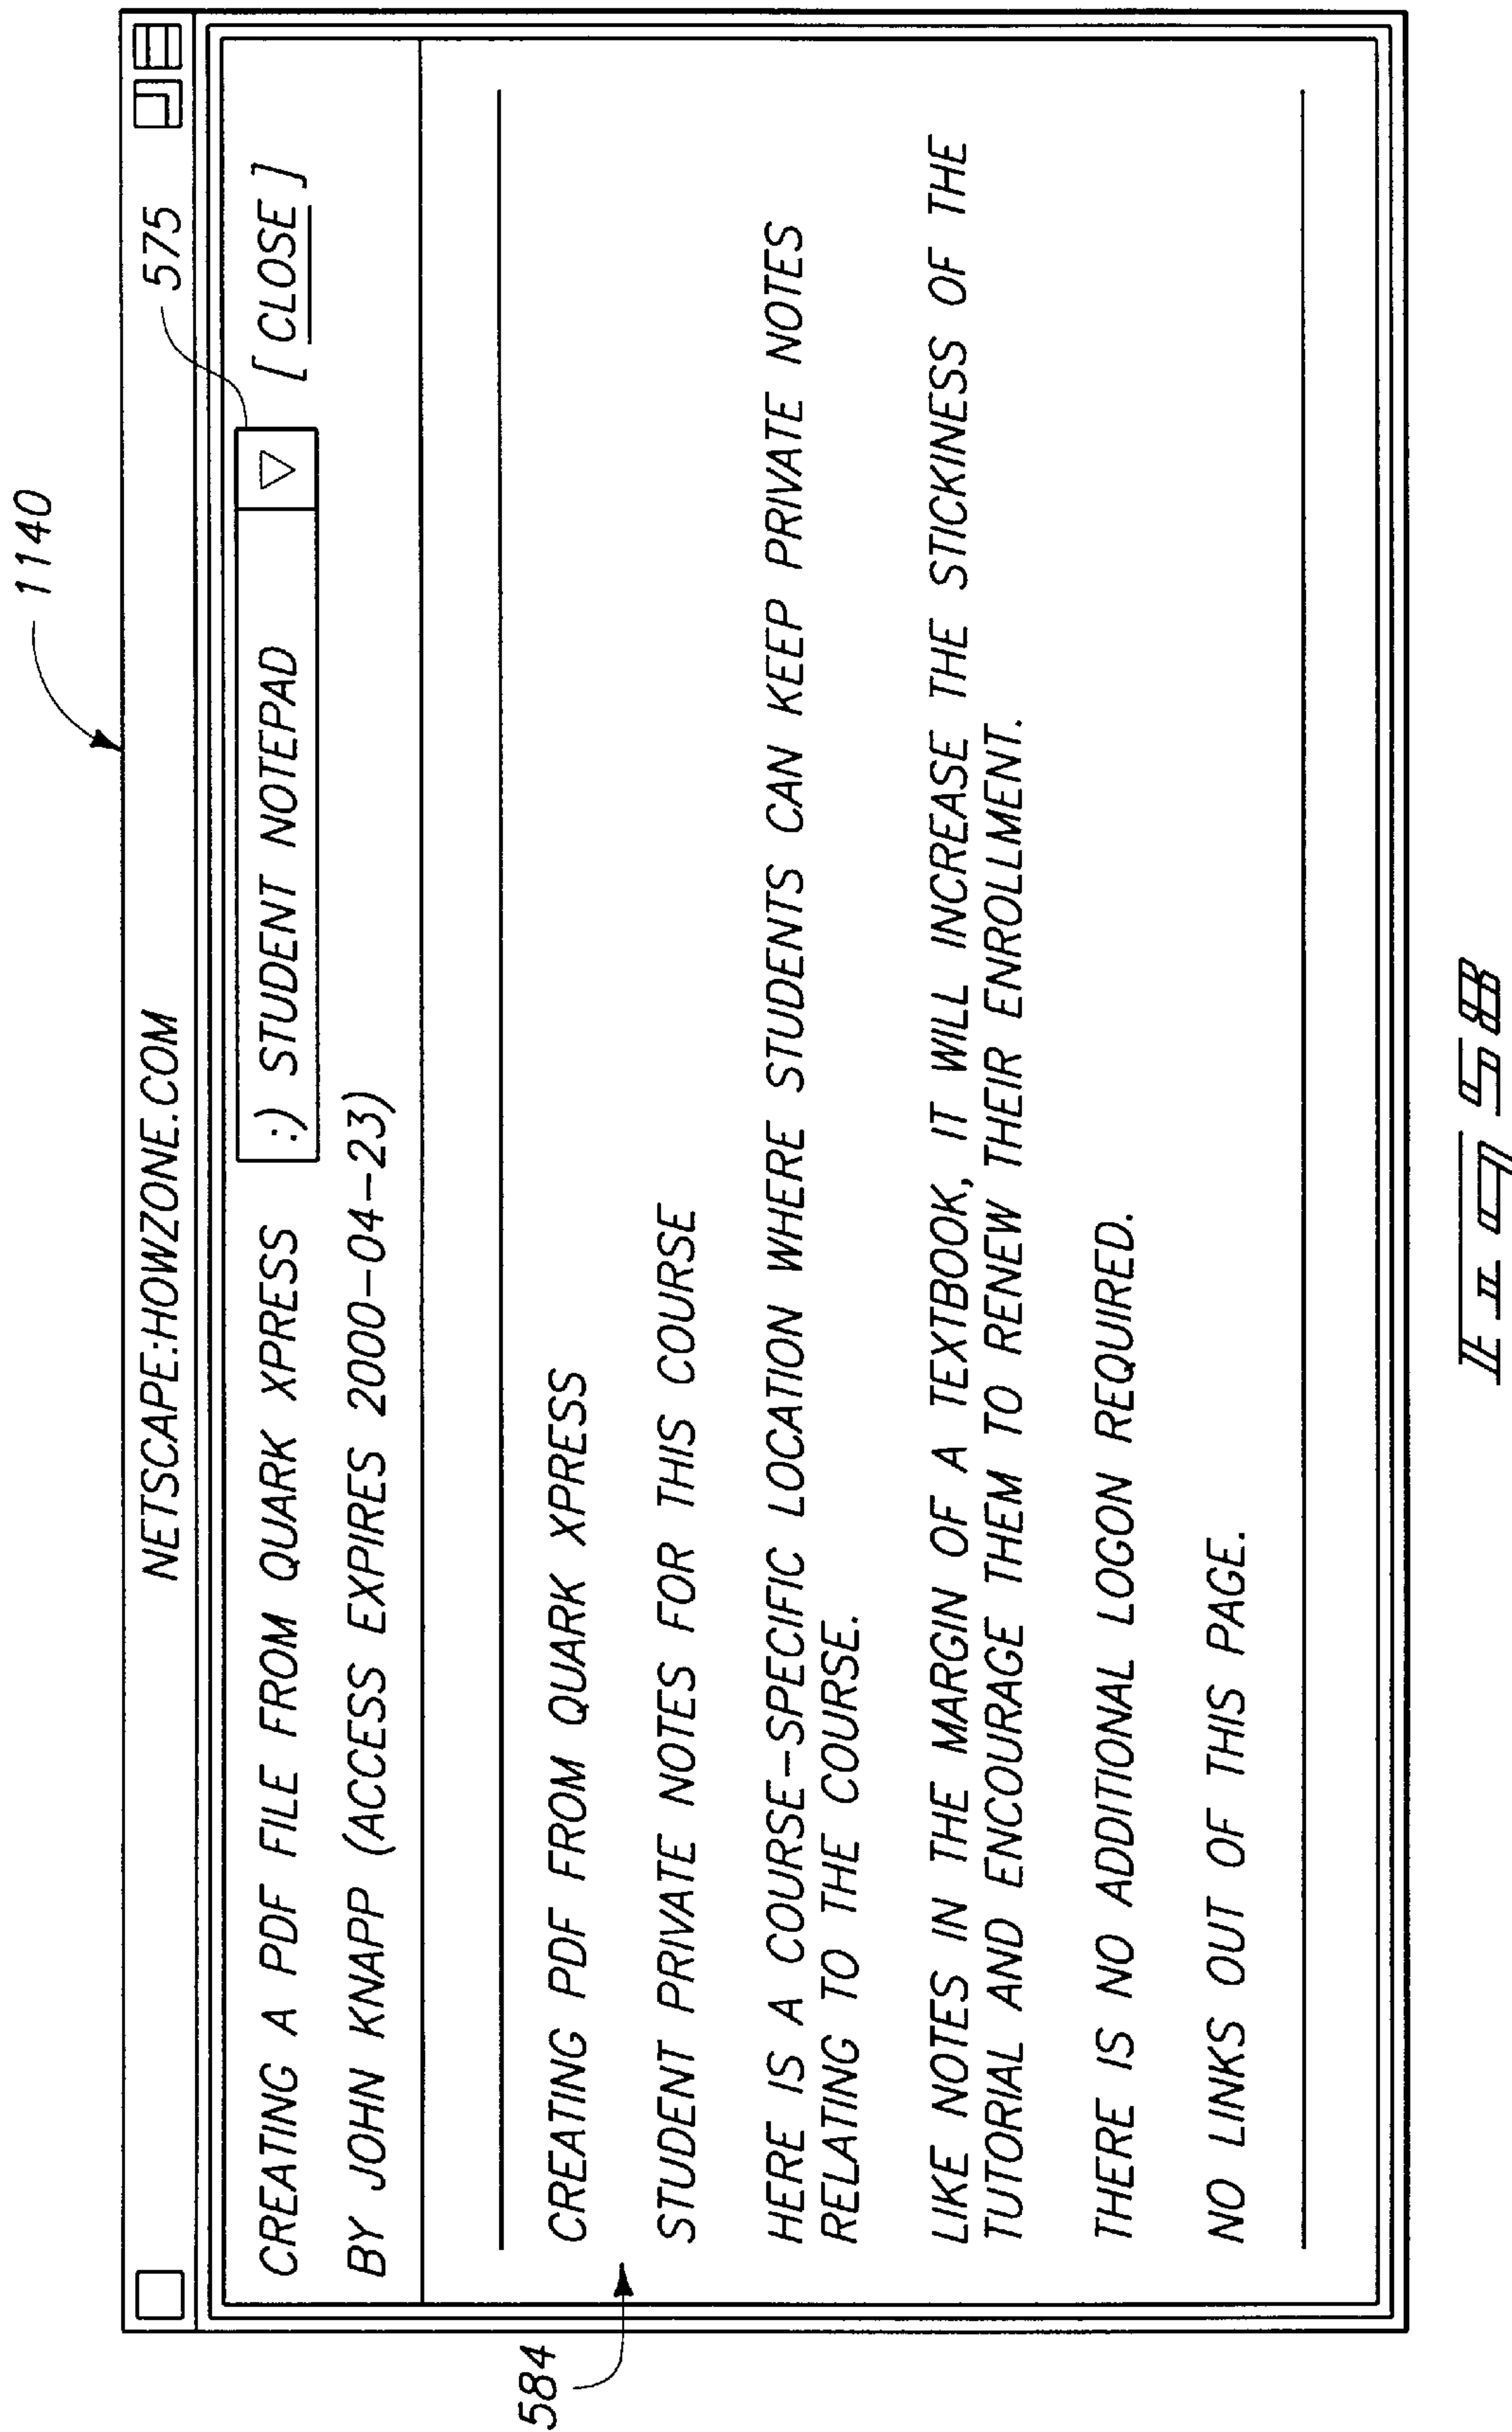 1140
NETSCAPE:HOWZONE.COM
575
CREATING A PDF FILE FROM QUARK XPRESS :) STUDENT NOTEPAD [ CLOSE ]
BY JOHN KNAPP (ACCESS EXPIRES 2000-04-23)
584
CREATING PDF FROM QUARK XPRESS
STUDENT PRIVATE NOTES FOR THIS COURSE
HERE IS A COURSE-SPECIFIC LOCATION WHERE STUDENTS CAN KEEP PRIVATE NOTES
RELATING TO THE COURSE.
LIKE NOTES IN THE MARGIN OF A TEXTBOOK, IT WILL INCREASE THE STICKINESS OF THE
TUTORIAL AND ENCOURAGE THEM TO RENEW THEIR ENROLLMENT.
THERE IS NO ADDITIONAL LOGON REQUIRED.
NO LINKS OUT OF THIS PAGE.
FIG 58